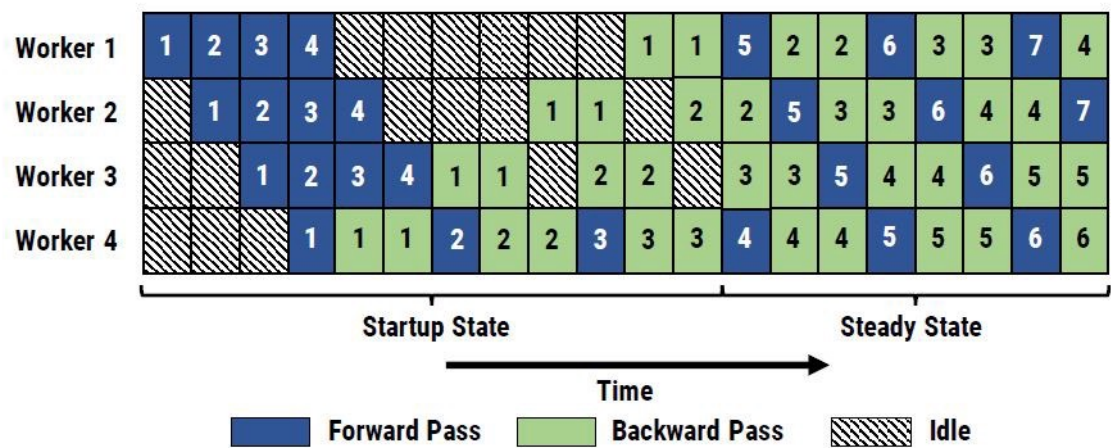 Worker 1 1 2 3 4 1 1 5 2 2 6 3 3 7 4
Worker 2 1 2 3 4 1 1 2 2 5 3 3 6 4 4 7
Worker 3 1 2 3 4 1 1 2 2 3 3 5 4 4 6 5 5
Worker 4 1 1 1 2 2 2 3 3 3 4 4 4 5 5 5 6 6
Startup State Steady State
Time
Forward Pass Backward Pass Idle